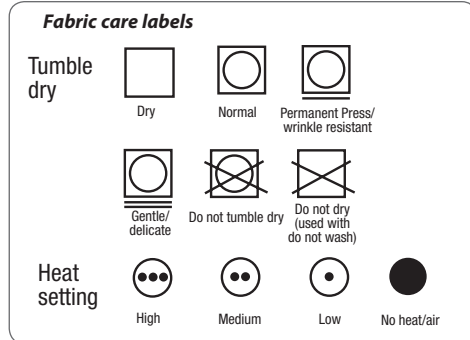 Fabric care labels
Tumble
dry
Dry
Normal
Permanent Press/
wrinkle resistant
Gentle/
delicate
Do not tumble dry
Do not dry
(used with
do not wash)
Heat
setting
High
Medium
Low
No heat/air